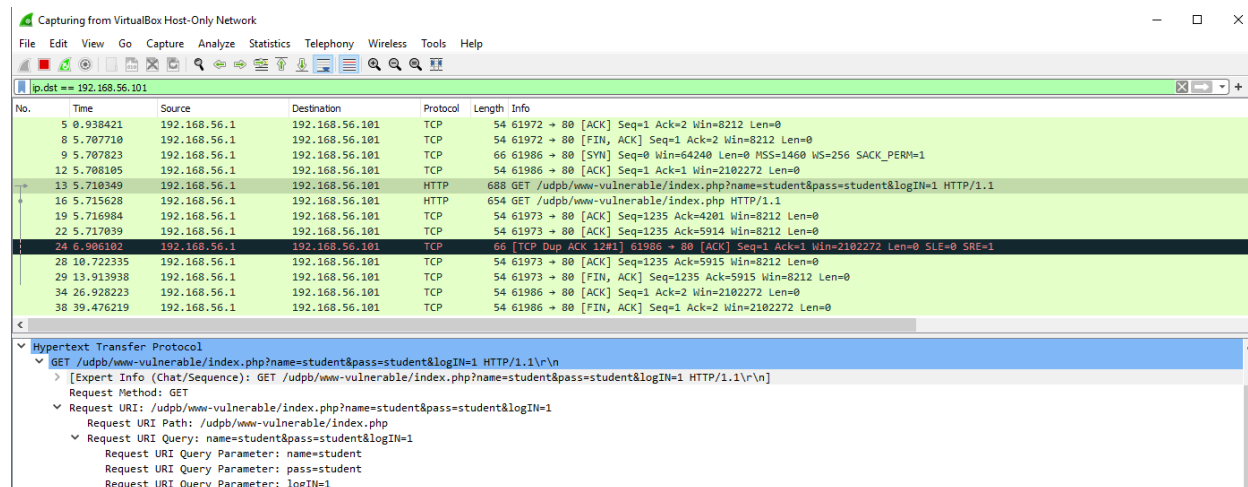 Capturing from VirtualBox Host-Only Network
File Edit View Go Capture Analyze Statistics Telephony Wireless Tools Help
ip.dst == 192.168.56.101
No. Time Source Destination Protocol Length Info
5 0.938421 192.168.56.1 192.168.56.101 TCP 54 61972 → 80 [ACK] Seq=1 Ack=2 Win=8212 Len=0
8 5.707710 192.168.56.1 192.168.56.101 TCP 54 61972 → 80 [FIN, ACK] Seq=1 Ack=2 Win=8212 Len=0
9 5.707823 192.168.56.1 192.168.56.101 TCP 66 61986 → 80 [SYN] Seq=0 Win=64240 Len=0 MSS=1460 WS=256 SACK_PERM=1
12 5.708105 192.168.56.1 192.168.56.101 TCP 54 61986 → 80 [ACK] Seq=1 Ack=1 Win=2102272 Len=0
13 5.710349 192.168.56.1 192.168.56.101 HTTP 688 GET /udpb/www-vulnerable/index.php?name=student&pass=student&logIN=1 HTTP/1.1
16 5.715628 192.168.56.1 192.168.56.101 HTTP 654 GET /udpb/www-vulnerable/index.php HTTP/1.1
19 5.716984 192.168.56.1 192.168.56.101 TCP 54 61973 → 80 [ACK] Seq=1235 Ack=4201 Win=8212 Len=0
22 5.717039 192.168.56.1 192.168.56.101 TCP 54 61973 → 80 [ACK] Seq=1235 Ack=5914 Win=8212 Len=0
24 6.906102 192.168.56.1 192.168.56.101 TCP 66 [TCP Dup ACK 12#1] 61986 → 80 [ACK] Seq=1 Ack=1 Win=2102272 Len=0 SLE=0 SRE=1
28 10.722335 192.168.56.1 192.168.56.101 TCP 54 61973 → 80 [ACK] Seq=1235 Ack=5915 Win=8212 Len=0
29 13.913938 192.168.56.1 192.168.56.101 TCP 54 61973 → 80 [FIN, ACK] Seq=1235 Ack=5915 Win=8212 Len=0
34 26.928223 192.168.56.1 192.168.56.101 TCP 54 61986 → 80 [ACK] Seq=1 Ack=2 Win=2102272 Len=0
38 39.476219 192.168.56.1 192.168.56.101 TCP 54 61986 → 80 [FIN, ACK] Seq=1 Ack=2 Win=2102272 Len=0
Hypertext Transfer Protocol
GET /udpb/www-vulnerable/index.php?name=student&pass=student&logIN=1 HTTP/1.1\r\n
[Expert Info (Chat/Sequence): GET /udpb/www-vulnerable/index.php?name=student&pass=student&logIN=1 HTTP/1.1\r\n]
Request Method: GET
Request URI: /udpb/www-vulnerable/index.php?name=student&pass=student&logIN=1
Request URI Path: /udpb/www-vulnerable/index.php
Request URI Query: name=student&pass=student&logIN=1
Request URI Query Parameter: name=student
Request URI Query Parameter: pass=student
Request URI Query Parameter: logIN=1